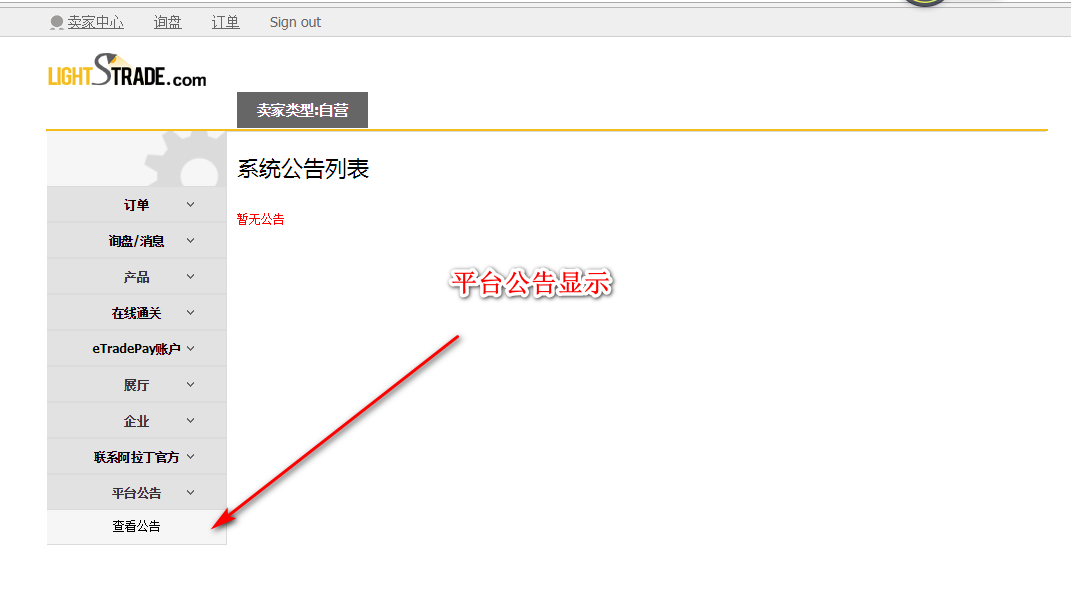 卖家中心 询盘 订单 Sign out
LIGHTSTRADE.com
卖家类型:自营
系统公告列表
订单
暂无公告
询盘/消息
产品
平台公告显示
在线通关
eTradePay账户
展厅
企业
联系阿拉丁官方
平台公告
查看公告